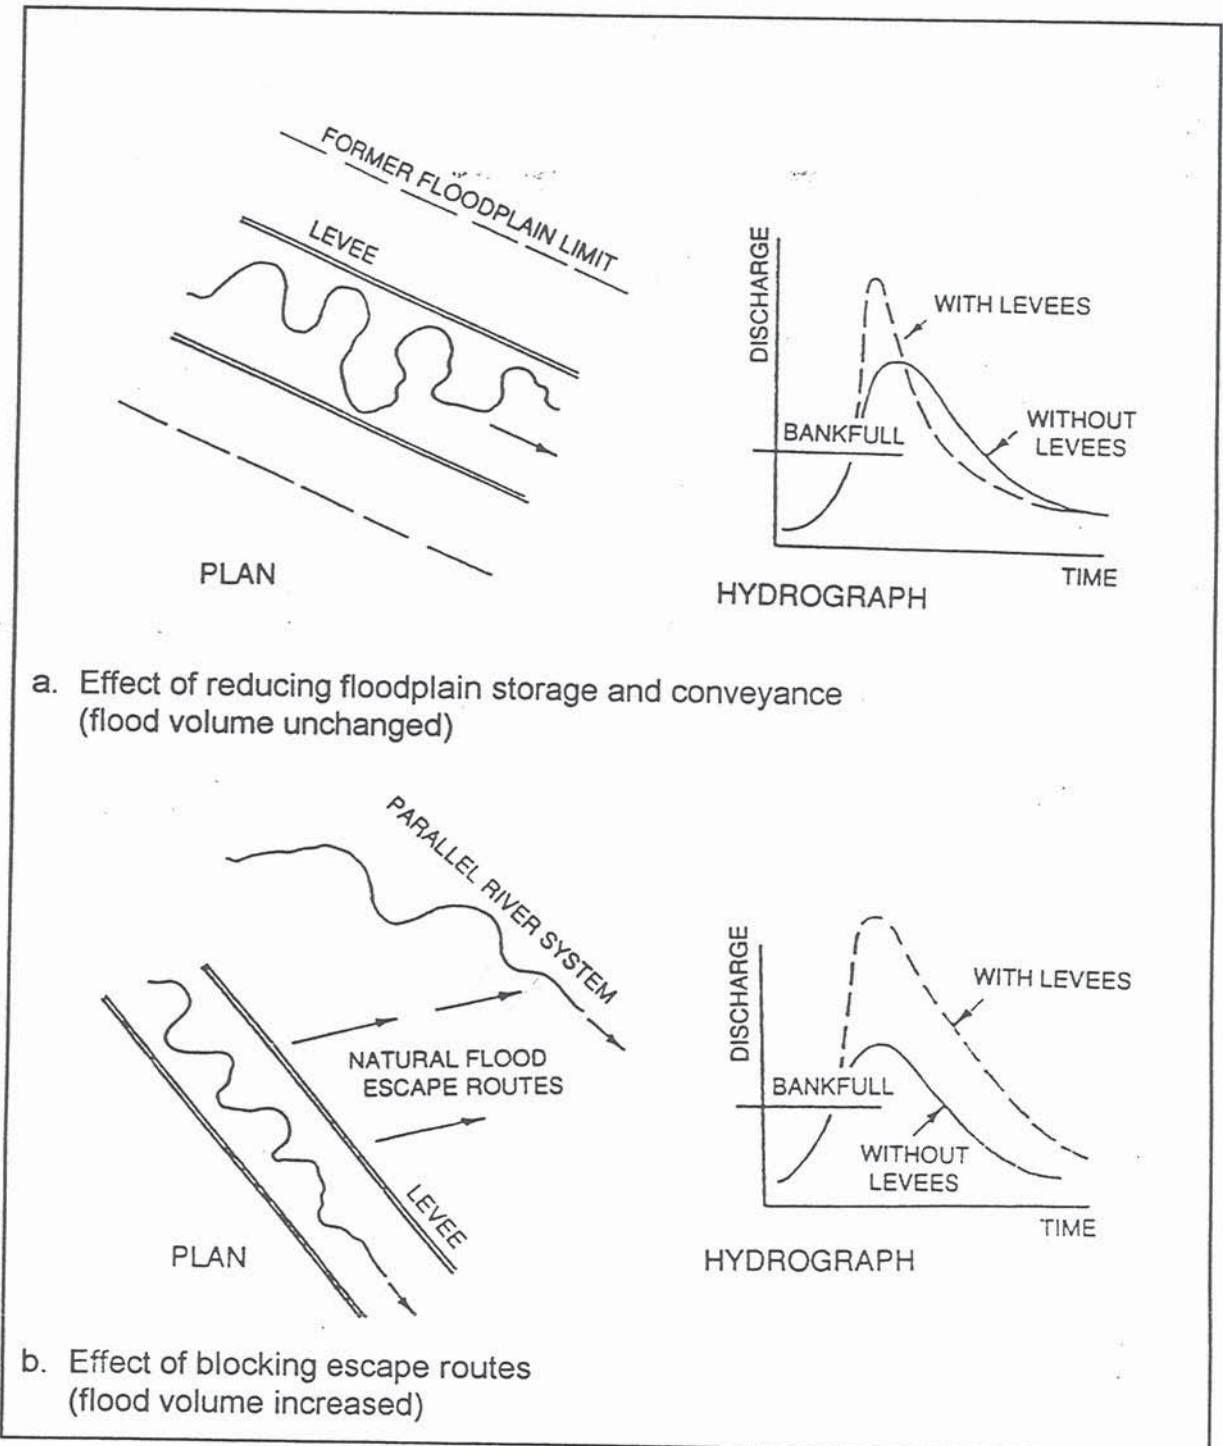 FORMER FLOODPLAIN LIMIT
LEVEE
PLAN
DISCHARGE
WITH LEVEES
BANKFULL
WITHOUT
LEVEES
TIME
HYDROGRAPH
a. Effect of reducing floodplain storage and conveyance
(flood volume unchanged)
PARALLEL RIVER SYSTEM
NATURAL FLOOD
ESCAPE ROUTES
LEVEE
PLAN
DISCHARGE
WITH LEVEES
BANKFULL
WITHOUT
LEVEES
TIME
HYDROGRAPH
b. Effect of blocking escape routes
(flood volume increased)